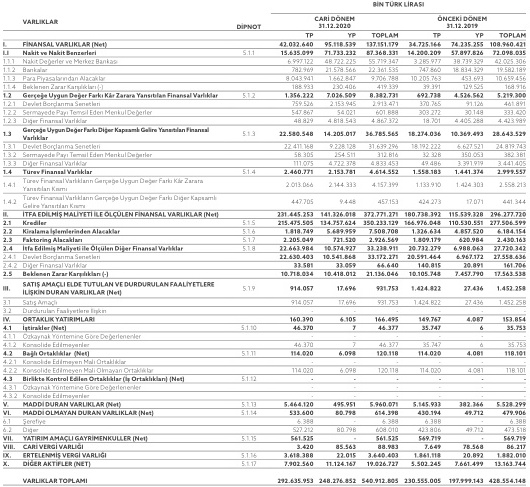 BİN TÜRK LİRASI
VARLIKLAR DİPNOT CARİ DÖNEM 31.12.2020 ÖNCEKİ DÖNEM 31.12.2019
TP YP TOPLAM TP YP TOPLAM
I. FİNANSAL VARLIKLAR (Net) 42.032.640 95.118.539 137.151.179 34.725.166 74.235.255 108.960.421
I.I Nakit ve Nakit Benzerleri 5.1.1 15.635.099 71.733.232 87.368.331 14.200.209 57.897.826 72.098.035
1.1.1 Nakit Değerler ve Merkez Bankası 6.997.122 48.722.225 55.719.347 3.285.977 38.739.329 42.025.306
1.1.2 Bankalar 782.969 21.578.566 22.361.535 747.860 18.834.329 19.582.189
1.1.3 Para Piyasalarından Alacaklar 8.043.941 1.662.847 9.706.788 10.205.763 453.693 10.659.456
1.1.4 Beklenen Zarar Karşılıkları (-) 188.933 230.406 419.339 39.391 129.525 168.916
1.2 Gerçeğe Uygun Değer Farkı Kâr Zarara Yansıtılan Finansal Varlıklar 5.1.2 1.356.222 7.026.509 8.382.731 692.738 4.526.562 5.219.300
1.2.1 Devlet Borçlanma Senetleri 759.526 2.153.945 2.913.471 370.765 91.126 461.891
1.2.2 Sermayede Payı Temsil Eden Menkul Değerler 547.867 54.021 601.888 303.272 30.148 333.420
1.2.3 Diğer Finansal Varlıklar 48.829 4.818.543 4.867.372 18.701 4.405.288 4.423.989
1.3 Gerçeğe Uygun Değer Farkı Diğer Kapsamlı Gelire Yansıtılan Finansal Varlıklar 5.1.3 22.580.548 14.205.017 36.785.565 18.274.036 10.369.493 28.643.529
1.3.1 Devlet Borçlanma Senetleri 22.411.168 9.228.128 31.639.296 18.192.222 6.627.521 24.819.743
1.3.2 Sermayede Payı Temsil Eden Menkul Değerler 58.305 254.511 312.816 32.328 350.053 382.381
1.3.3 Diğer Finansal Varlıklar 111.075 4.722.378 4.833.453 49.486 3.391.919 3.441.405
1.4 Türev Finansal Varlıklar 5.1.4 2.460.771 2.153.781 4.614.552 1.558.183 1.441.374 2.999.557
1.4.1 Türev Finansal Varlıkların Gerçeğe Uygun Değer Farkı Kâr Zarara Yansıtılan Kısmı 2.013.066 2.144.333 4.157.399 1.133.910 1.424.303 2.558.213
1.4.2 Türev Finansal Varlıkların Gerçeğe Uygun Değer Farkı Diğer Kapsamlı Gelire Yansıtılan Kısmı 447.705 9.448 457.153 424.273 17.071 441.344
II. İTFA EDİLMİŞ MALİYETİ İLE ÖLÇÜLEN FİNANSAL VARLIKLAR (Net) 231.445.253 141.326.018 372.771.271 180.738.392 115.539.328 296.277.720
2.1 Krediler 5.1.5 215.475.505 134.757.624 350.233.129 166.976.048 110.530.551 277.506.599
2.2 Kiralama İşlemlerinden Alacaklar 5.1.6 1.818.749 5.689.959 7.508.708 1.326.634 4.857.520 6.184.154
2.3 Factoring Alacakları 5.1.7 2.205.049 721.520 2.926.569 1.809.179 620.984 2.430.163
2.4 İtfa Edilmiş Maliyeti ile Ölçülen Diğer Finansal Varlıklar 5.1.8 22.663.984 10.574.927 33.238.911 20.732.279 6.988.063 27.720.342
2.4.1 Devlet Borçlanma Senetleri 22.630.403 10.541.868 33.172.271 20.591.464 6.967.172 27.558.636
2.4.2 Diğer Finansal Varlıklar 33.581 33.059 66.640 140.815 20.891 161.706
2.5 Beklenen Zarar Karşılıkları (-) 10.718.034 10.418.012 21.136.046 10.105.748 7.457.790 17.563.538
III. SATIŞ AMAÇLI ELDE TUTULAN VE DURDURULAN FAALİYETLERE İLİŞKİN DURAN VARLIKLAR (Net) 5.1.9 914.057 17.696 931.753 1.424.822 27.436 1.452.258
3.1 Satış Amaçlı 914.057 17.696 931.753 1.424.822 27.436 1.452.258
3.2 Durdurulan Faaliyetlere İlişkin - - - - - -
IV. ORTAKLIK YATIRIMLARI 160.390 6.105 166.495 149.767 4.087 153.854
4.1 İştirakler (Net) 5.1.10 46.370 7 46.377 35.747 6 35.753
4.1.1 Özkaynak Yöntemine Göre Değerlenenler - - - - - -
4.1.2 Konsolide Edilmeyenler 46.370 7 46.377 35.747 6 35.753
4.2 Bağlı Ortaklıklar (Net) 5.1.11 114.020 6.098 120.118 114.020 4.081 118.101
4.2.1 Konsolide Edilmeyen Mali Ortaklıklar - - - - - -
4.2.2 Konsolide Edilmeyen Mali Olmayan Ortaklıklar 114.020 6.098 120.118 114.020 4.081 118.101
4.3 Birlikte Kontrol Edilen Ortaklıklar (İş Ortaklıkları) (Net) 5.1.12 - - - - - -
4.3.1 Özkaynak Yöntemine Göre Değerlenenler - - - - - -
4.3.2 Konsolide Edilmeyenler - - - - - -
V. MADDİ DURAN VARLIKLAR (Net) 5.1.13 5.464.120 495.951 5.960.071 5.145.933 382.366 5.528.299
VI. MADDİ OLMAYAN DURAN VARLIKLAR (Net) 5.1.14 533.600 80.798 614.398 430.194 49.712 479.906
6.1 Şerefiye 6.388 - 6.388 6.388 - 6.388
6.2 Diğer 527.212 80.798 608.010 423.806 49.712 473.518
VII. YATIRIM AMAÇLI GAYRİMENKULLER (Net) 5.1.15 561.525 - 561.525 569.719 - 569.719
VIII. CARİ VERGİ VARLIĞI 3.420 85.563 88.983 7.649 78.568 86.217
IX. ERTELENMİŞ VERGİ VARLIĞI 5.1.16 3.618.388 22.015 3.640.403 1.861.118 20.892 1.882.010
X. DİĞER AKTİFLER (NET) 5.1.17 7.902.560 11.124.167 19.026.727 5.502.245 7.661.499 13.163.744
VARLIKLAR TOPLAMI 292.635.953 248.276.852 540.912.805 230.555.005 197.999.143 428.554.148